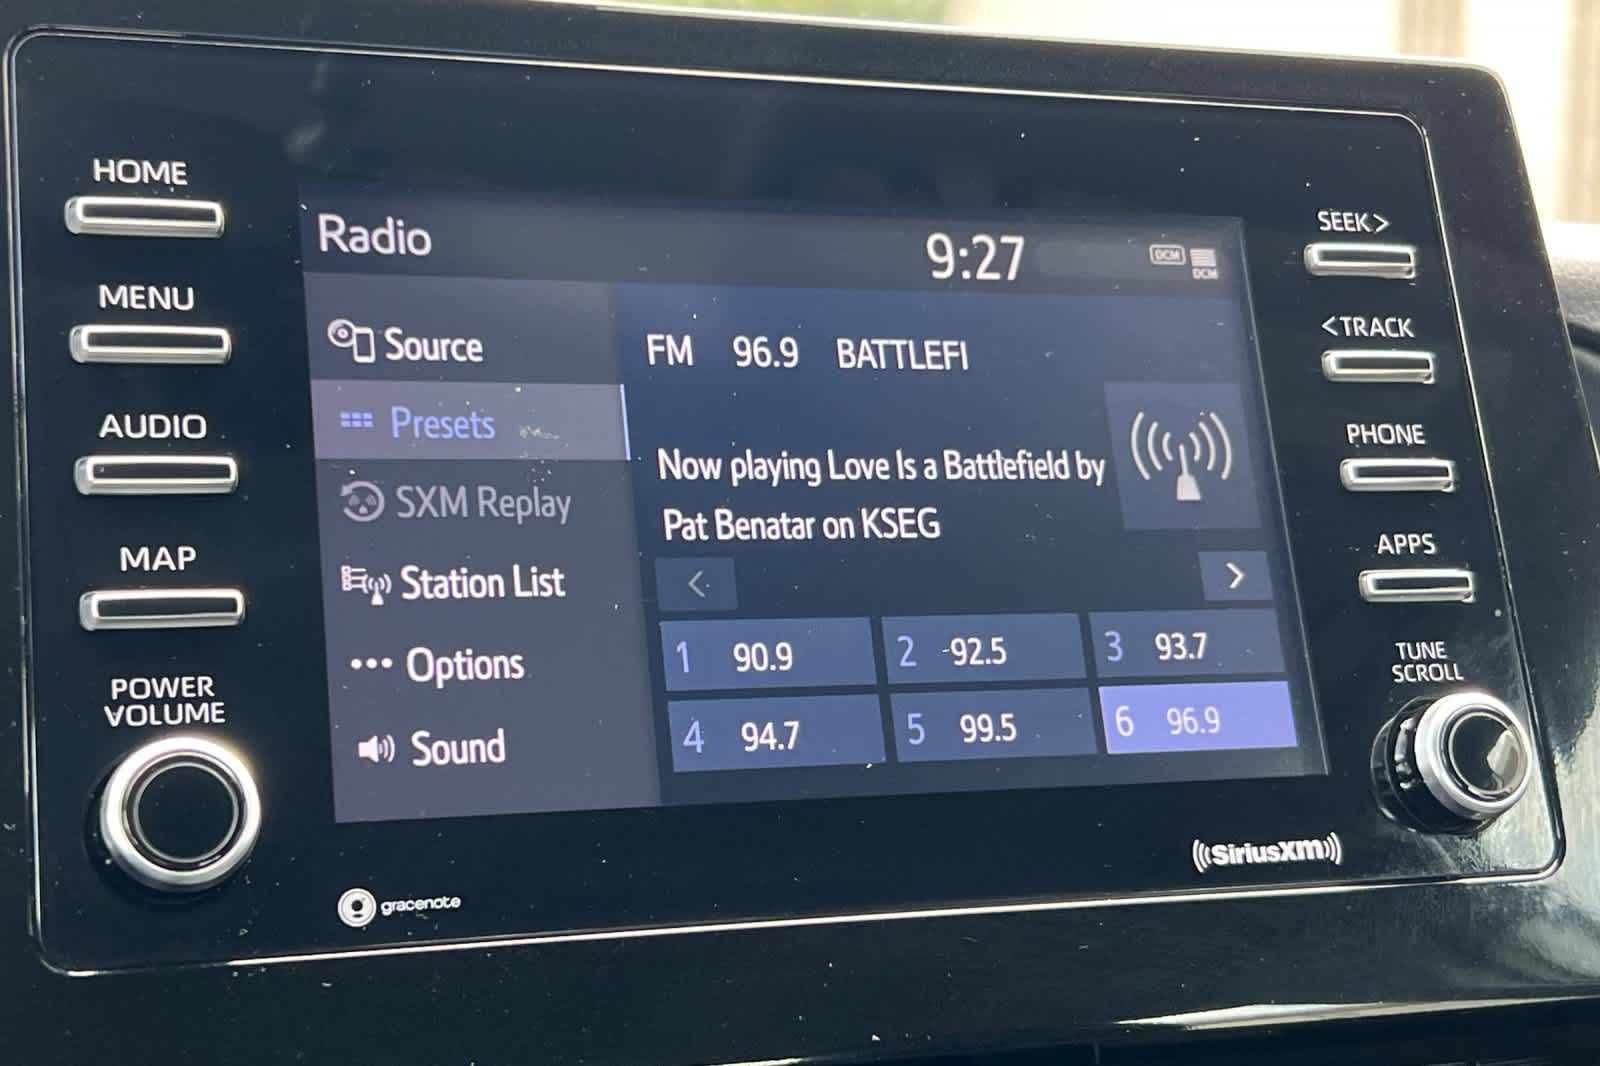 HOME
MENU
AUDIO
MAP
POWER
VOLUME
Radio
9:27
DCM
DCM
Source
Presets
SXM Replay
Station List
Options
Sound
FM 96.9 BATTLEFI
Now playing Love Is a Battlefield by
Pat Benatar on KSEG
<
>
1 90.9
2 92.5
3 93.7
4 94.7
5 99.5
6 96.9
SEEK>
<TRACK
PHONE
APPS
TUNE
SCROLL
gracenote
SiriusXM